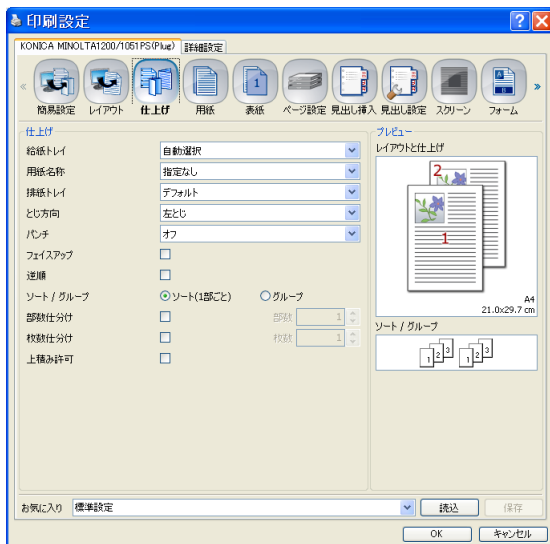 印刷設定
KONICA MINOLTA1200/1051PS(Plug) 詳細設定
簡易設定 レイアウト 仕上げ 用紙 表紙 ページ設定 見出し挿入 見出し設定 スクリーン フォーム
仕上げ
給紙トレイ 自動選択
用紙名称 指定なし
排紙トレイ デフォルト
とじ方向 左とじ
パンチ オフ
フェイスアップ
逆順
ソート / グループ ソート(1部ごと) グループ
部数仕分け 部数 1
枚数仕分け 枚数 1
上積み許可
プレビュー
レイアウトと仕上げ
2
1
A4
21.0x29.7 cm
ソート / グループ
1 2 3 1 2 3
お気に入り 標準設定 読込 保存
OK キャンセル